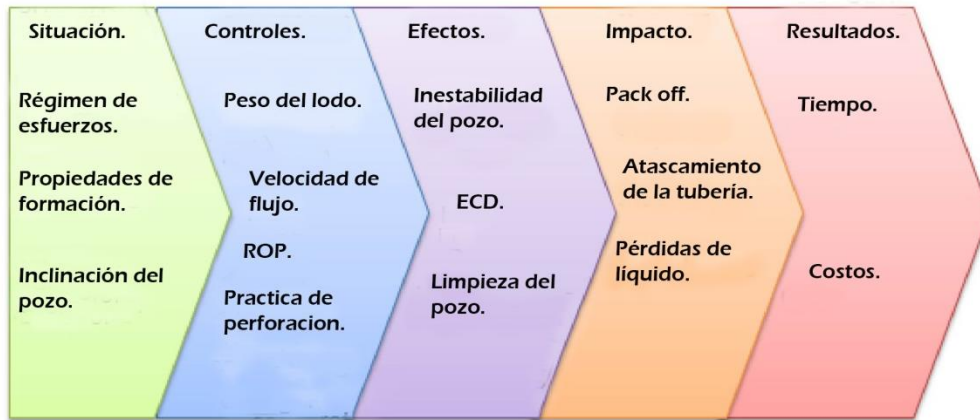 Situación.
Régimen de
esfuerzos.
Propiedades de
formación.
Inclinación del
pozo.
Controles.
Peso del lodo.
Velocidad de
flujo.
ROP.
Practica de
perforacion.
Efectos.
Inestabilidad
del pozo.
ECD.
Limpieza del
pozo.
Impacto.
Pack off.
Atascamiento
de la tubería.
Pérdidas de
líquido.
Resultados.
Tiempo.
Costos.